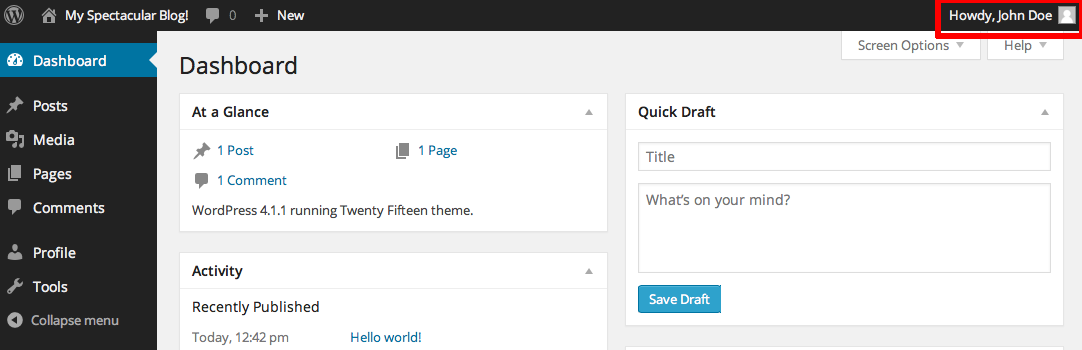 My Spectacular Blog! 0 New Howdy, John Doe
Screen Options Help
Dashboard
Posts
Media
Pages
Comments
Profile
Tools
Collapse menu
Dashboard
At a Glance
1 Post 1 Page
1 Comment
WordPress 4.1.1 running Twenty Fifteen theme.
Activity
Recently Published
Today, 12:42 pm Hello world!
Quick Draft
Title
What's on your mind?
Save Draft